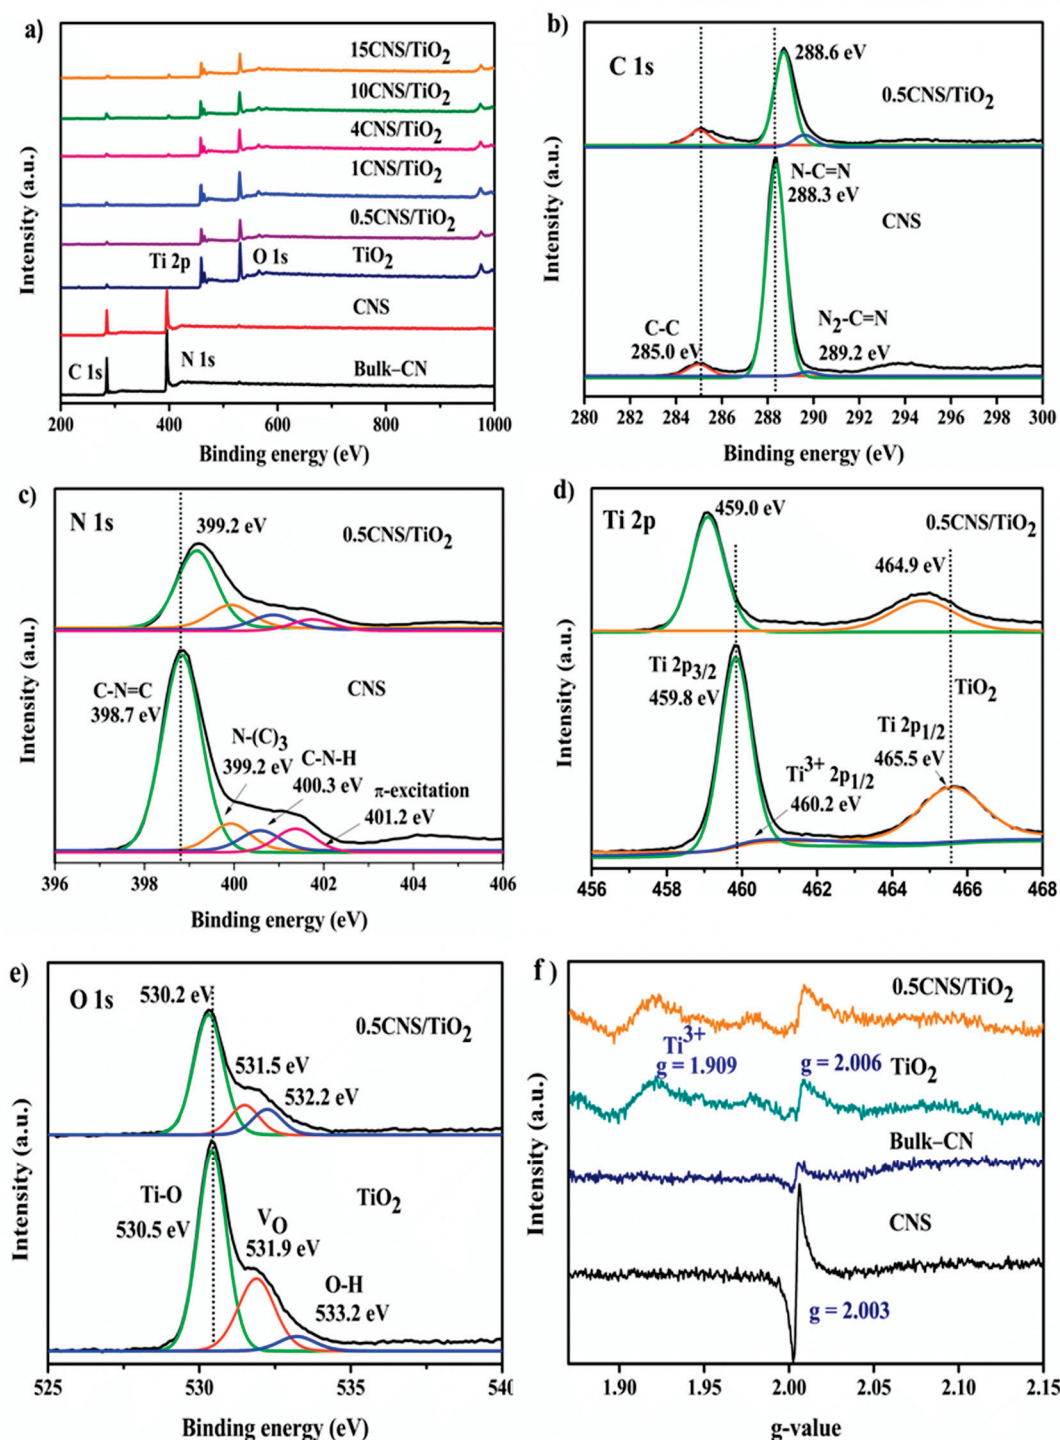 a)
15CNS/TiO2
10CNS/TiO2
4CNS/TiO2
1CNS/TiO2
0.5CNS/TiO2
Ti 2p
O 1s
TiO2
CNS
C 1s
N 1s
Bulk–CN
Intensity (a.u.)
200 400 600 800 1000
Binding energy (eV)
b)
C 1s
288.6 eV
0.5CNS/TiO2
N-C=N
288.3 eV
CNS
C-C
285.0 eV
N2-C=N
289.2 eV
Intensity (a.u.)
280 282 284 286 288 290 292 294 296 298 300
Binding energy (eV)
c)
N 1s
399.2 eV
0.5CNS/TiO2
C-N=C
398.7 eV
CNS
N-(C)3
399.2 eV
C-N-H
400.3 eV
π-excitation
401.2 eV
Intensity (a.u.)
396 398 400 402 404 406
Binding energy (eV)
d)
Ti 2p
459.0 eV
0.5CNS/TiO2
464.9 eV
Ti 2p3/2
459.8 eV
TiO2
Ti 2p1/2
465.5 eV
Ti3+ 2p1/2
460.2 eV
Intensity (a.u.)
456 458 460 462 464 466 468
Binding energy (eV)
e)
O 1s
530.2 eV
0.5CNS/TiO2
531.5 eV
532.2 eV
Ti-O
530.5 eV
TiO2
VO
531.9 eV
O-H
533.2 eV
Intensity (a.u.)
525 530 535 540
Binding energy (eV)
f )
0.5CNS/TiO2
Ti3+
g = 1.909
g = 2.006
TiO2
Bulk–CN
CNS
g = 2.003
Intensity (a.u.)
1.90 1.95 2.00 2.05 2.10 2.15
g-value